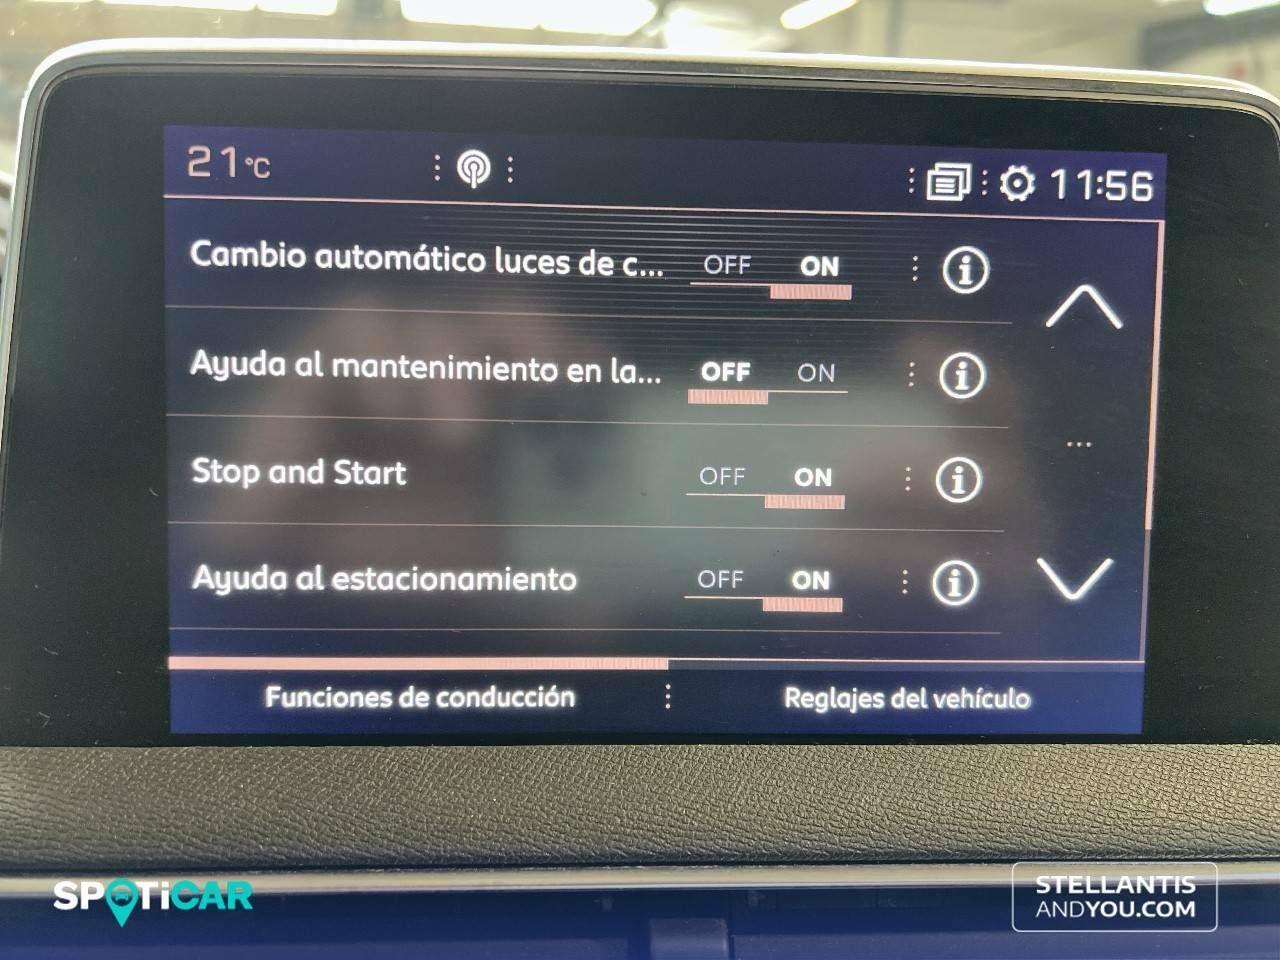 21°C 11:56
Cambio automático luces de c... OFF ON
Ayuda al mantenimiento en la... OFF ON
Stop and Start OFF ON
Ayuda al estacionamiento OFF ON
Funciones de conducción Reglajes del vehículo
SPOTiCAR
STELLANTIS
ANDYOU.COM